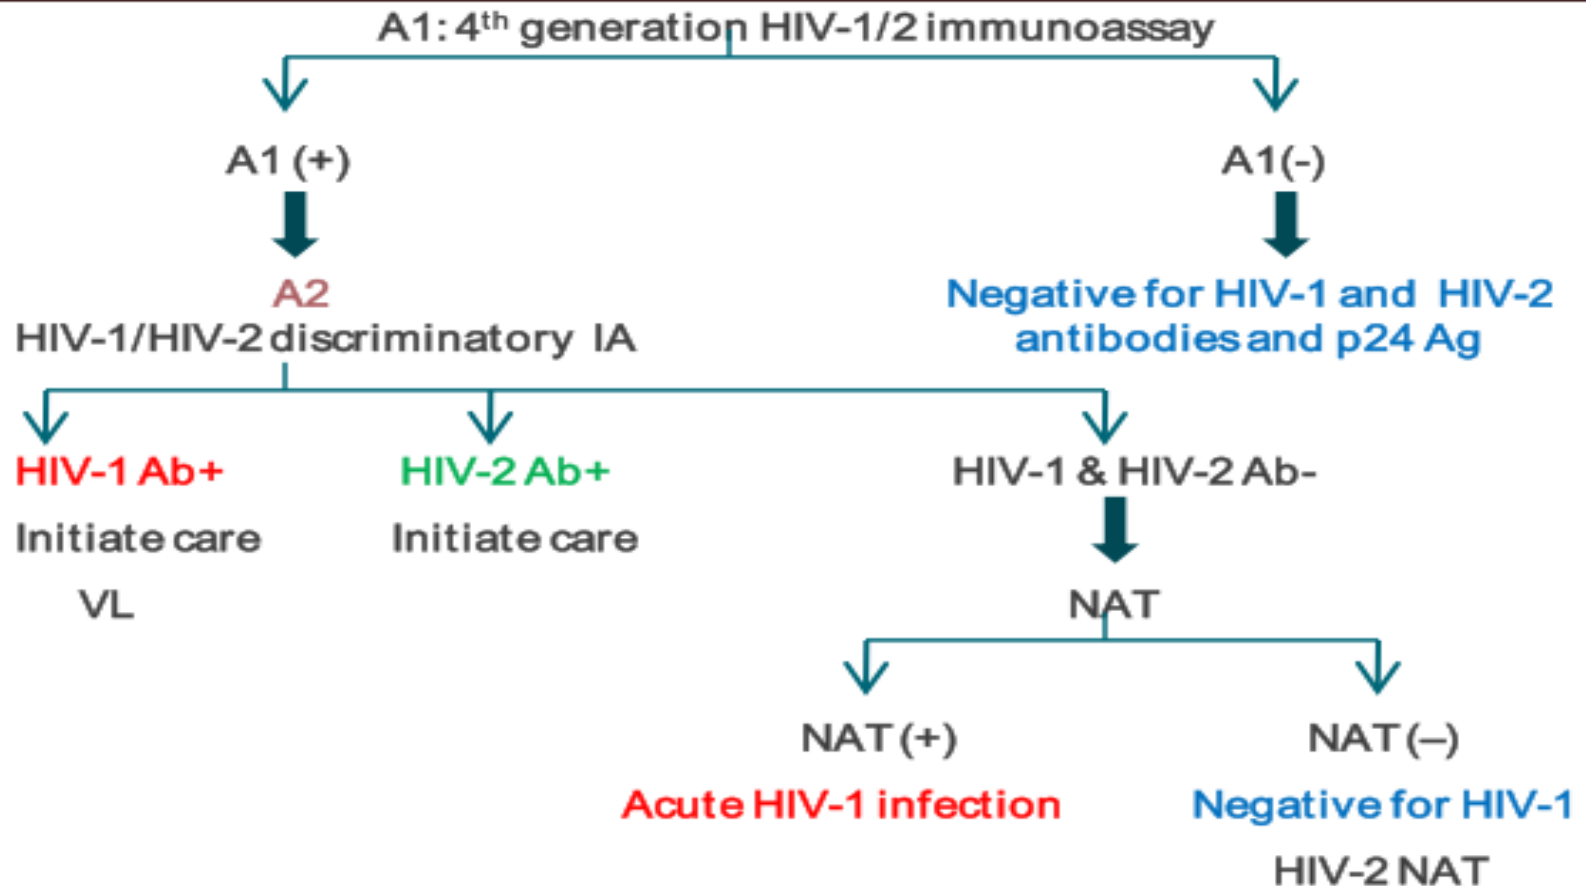 A1: 4th generation HIV-1/2 immunoassay
A1 (+)
A1(-)
A2
HIV-1/HIV-2 discriminatory IA
Negative for HIV-1 and HIV-2
antibodies and p24 Ag
HIV-1 Ab+
Initiate care
VL
HIV-2 Ab+
Initiate care
HIV-1 & HIV-2 Ab-
NAT
NAT (+)
Acute HIV-1 infection
NAT (–)
Negative for HIV-1
HIV-2 NAT